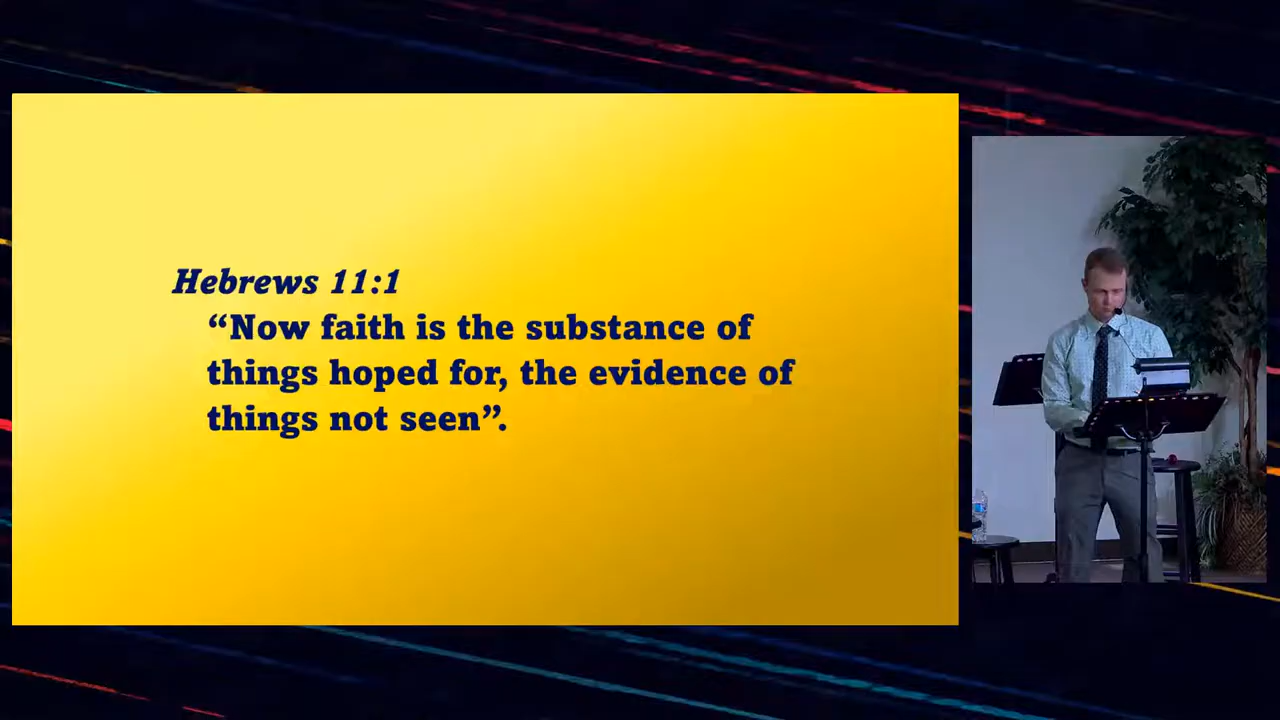 Hebrews 11:1
“Now faith is the substance of
things hoped for, the evidence of
things not seen”.